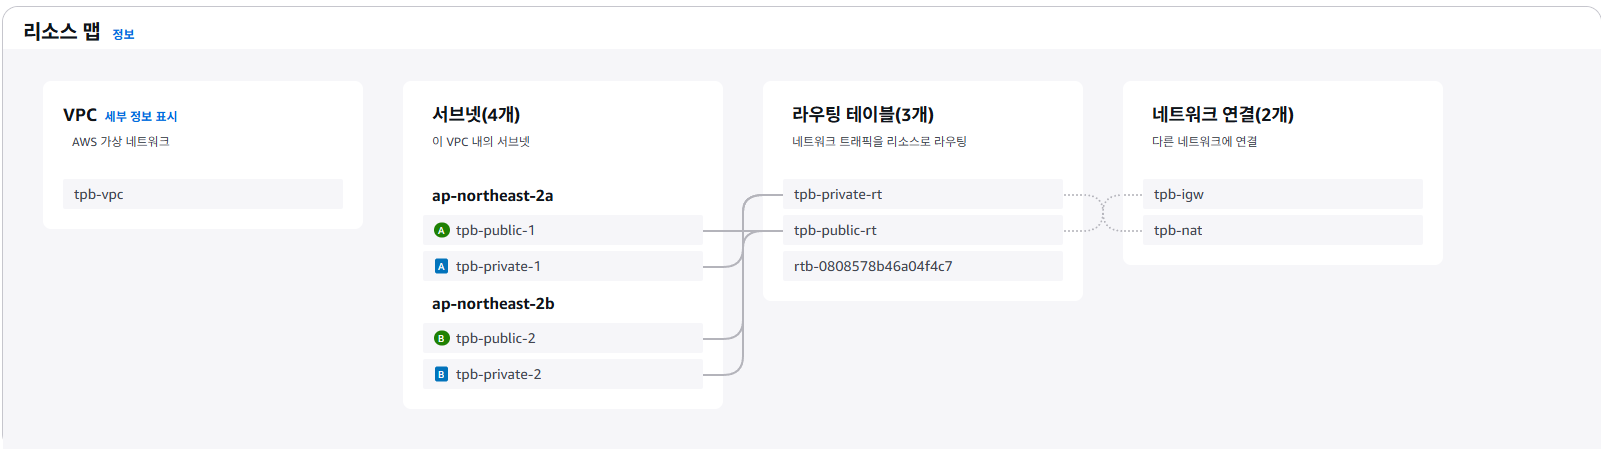 리소스 맵 정보
VPC 세부 정보 표시
AWS 가상 네트워크
tpb-vpc
서브넷(4개)
이 VPC 내의 서브넷
ap-northeast-2a
A tpb-public-1
A tpb-private-1
ap-northeast-2b
B tpb-public-2
B tpb-private-2
라우팅 테이블(3개)
네트워크 트래픽을 리소스로 라우팅
tpb-private-rt
tpb-public-rt
rtb-0808578b46a04f4c7
네트워크 연결(2개)
다른 네트워크에 연결
tpb-igw
tpb-nat